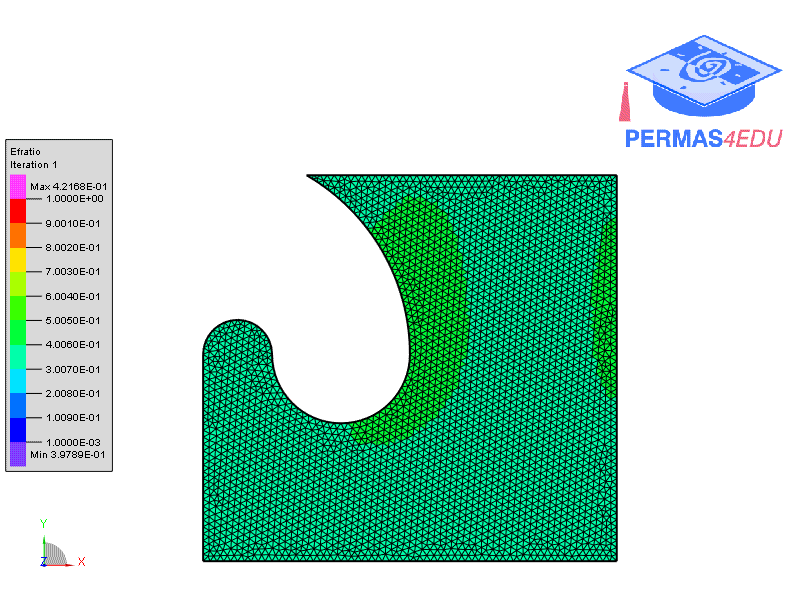 PERMAS4EDU
Efratio
Iteration 1
Max 4.2168E-01
1.0000E+00
9.0010E-01
8.0020E-01
7.0030E-01
6.0040E-01
5.0050E-01
4.0060E-01
3.0070E-01
2.0080E-01
1.0090E-01
1.0000E-03
Min 3.9789E-01
Y
Z
X